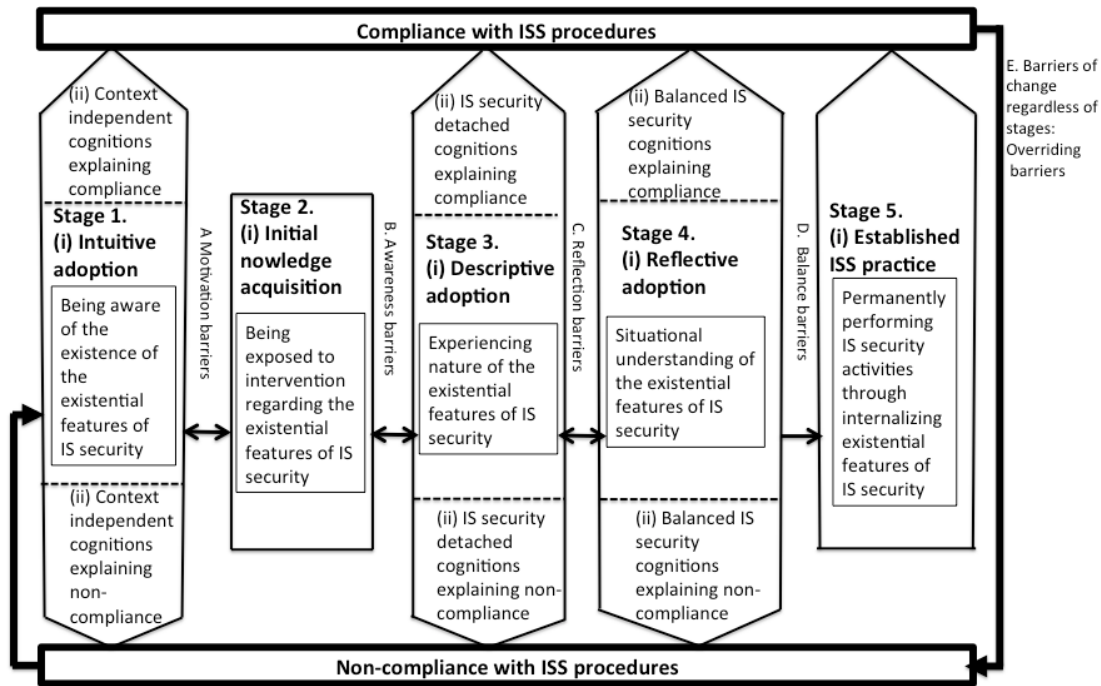 Compliance with ISS procedures
E. Barriers of
change
regardless of
stages:
Overriding
barriers
(ii) Context
independent
cognitions
explaining
compliance
Stage 1.
(i) Intuitive
adoption
Being aware
of the
existence of
the
existential
features of
IS security
(ii) Context
independent
cognitions
explaining
non-
compliance
A Motivation barriers
Stage 2.
(i) Initial
nowledge
acquisition
Being
exposed to
intervention
regarding the
existential
features of IS
security
B. Awareness barriers
(ii) IS security
detached
cognitions
explaining
compliance
Stage 3.
(i) Descriptive
adoption
Experiencing
nature of the
existential
features of IS
security
(ii) IS security
detached
cognitions
explaining non-
compliance
C. Reflection barriers
(ii) Balanced IS
security
cognitions
explaining
compliance
Stage 4.
(i) Reflective
adoption
Situational
understanding of
the existential
features of IS
security
(ii) Balanced IS
security
cognitions
explaining non-
compliance
D. Balance barriers
Stage 5.
(i) Established
ISS practice
Permanently
performing
IS security
activities
through
internalizing
existential
features of
IS security
Non-compliance with ISS procedures